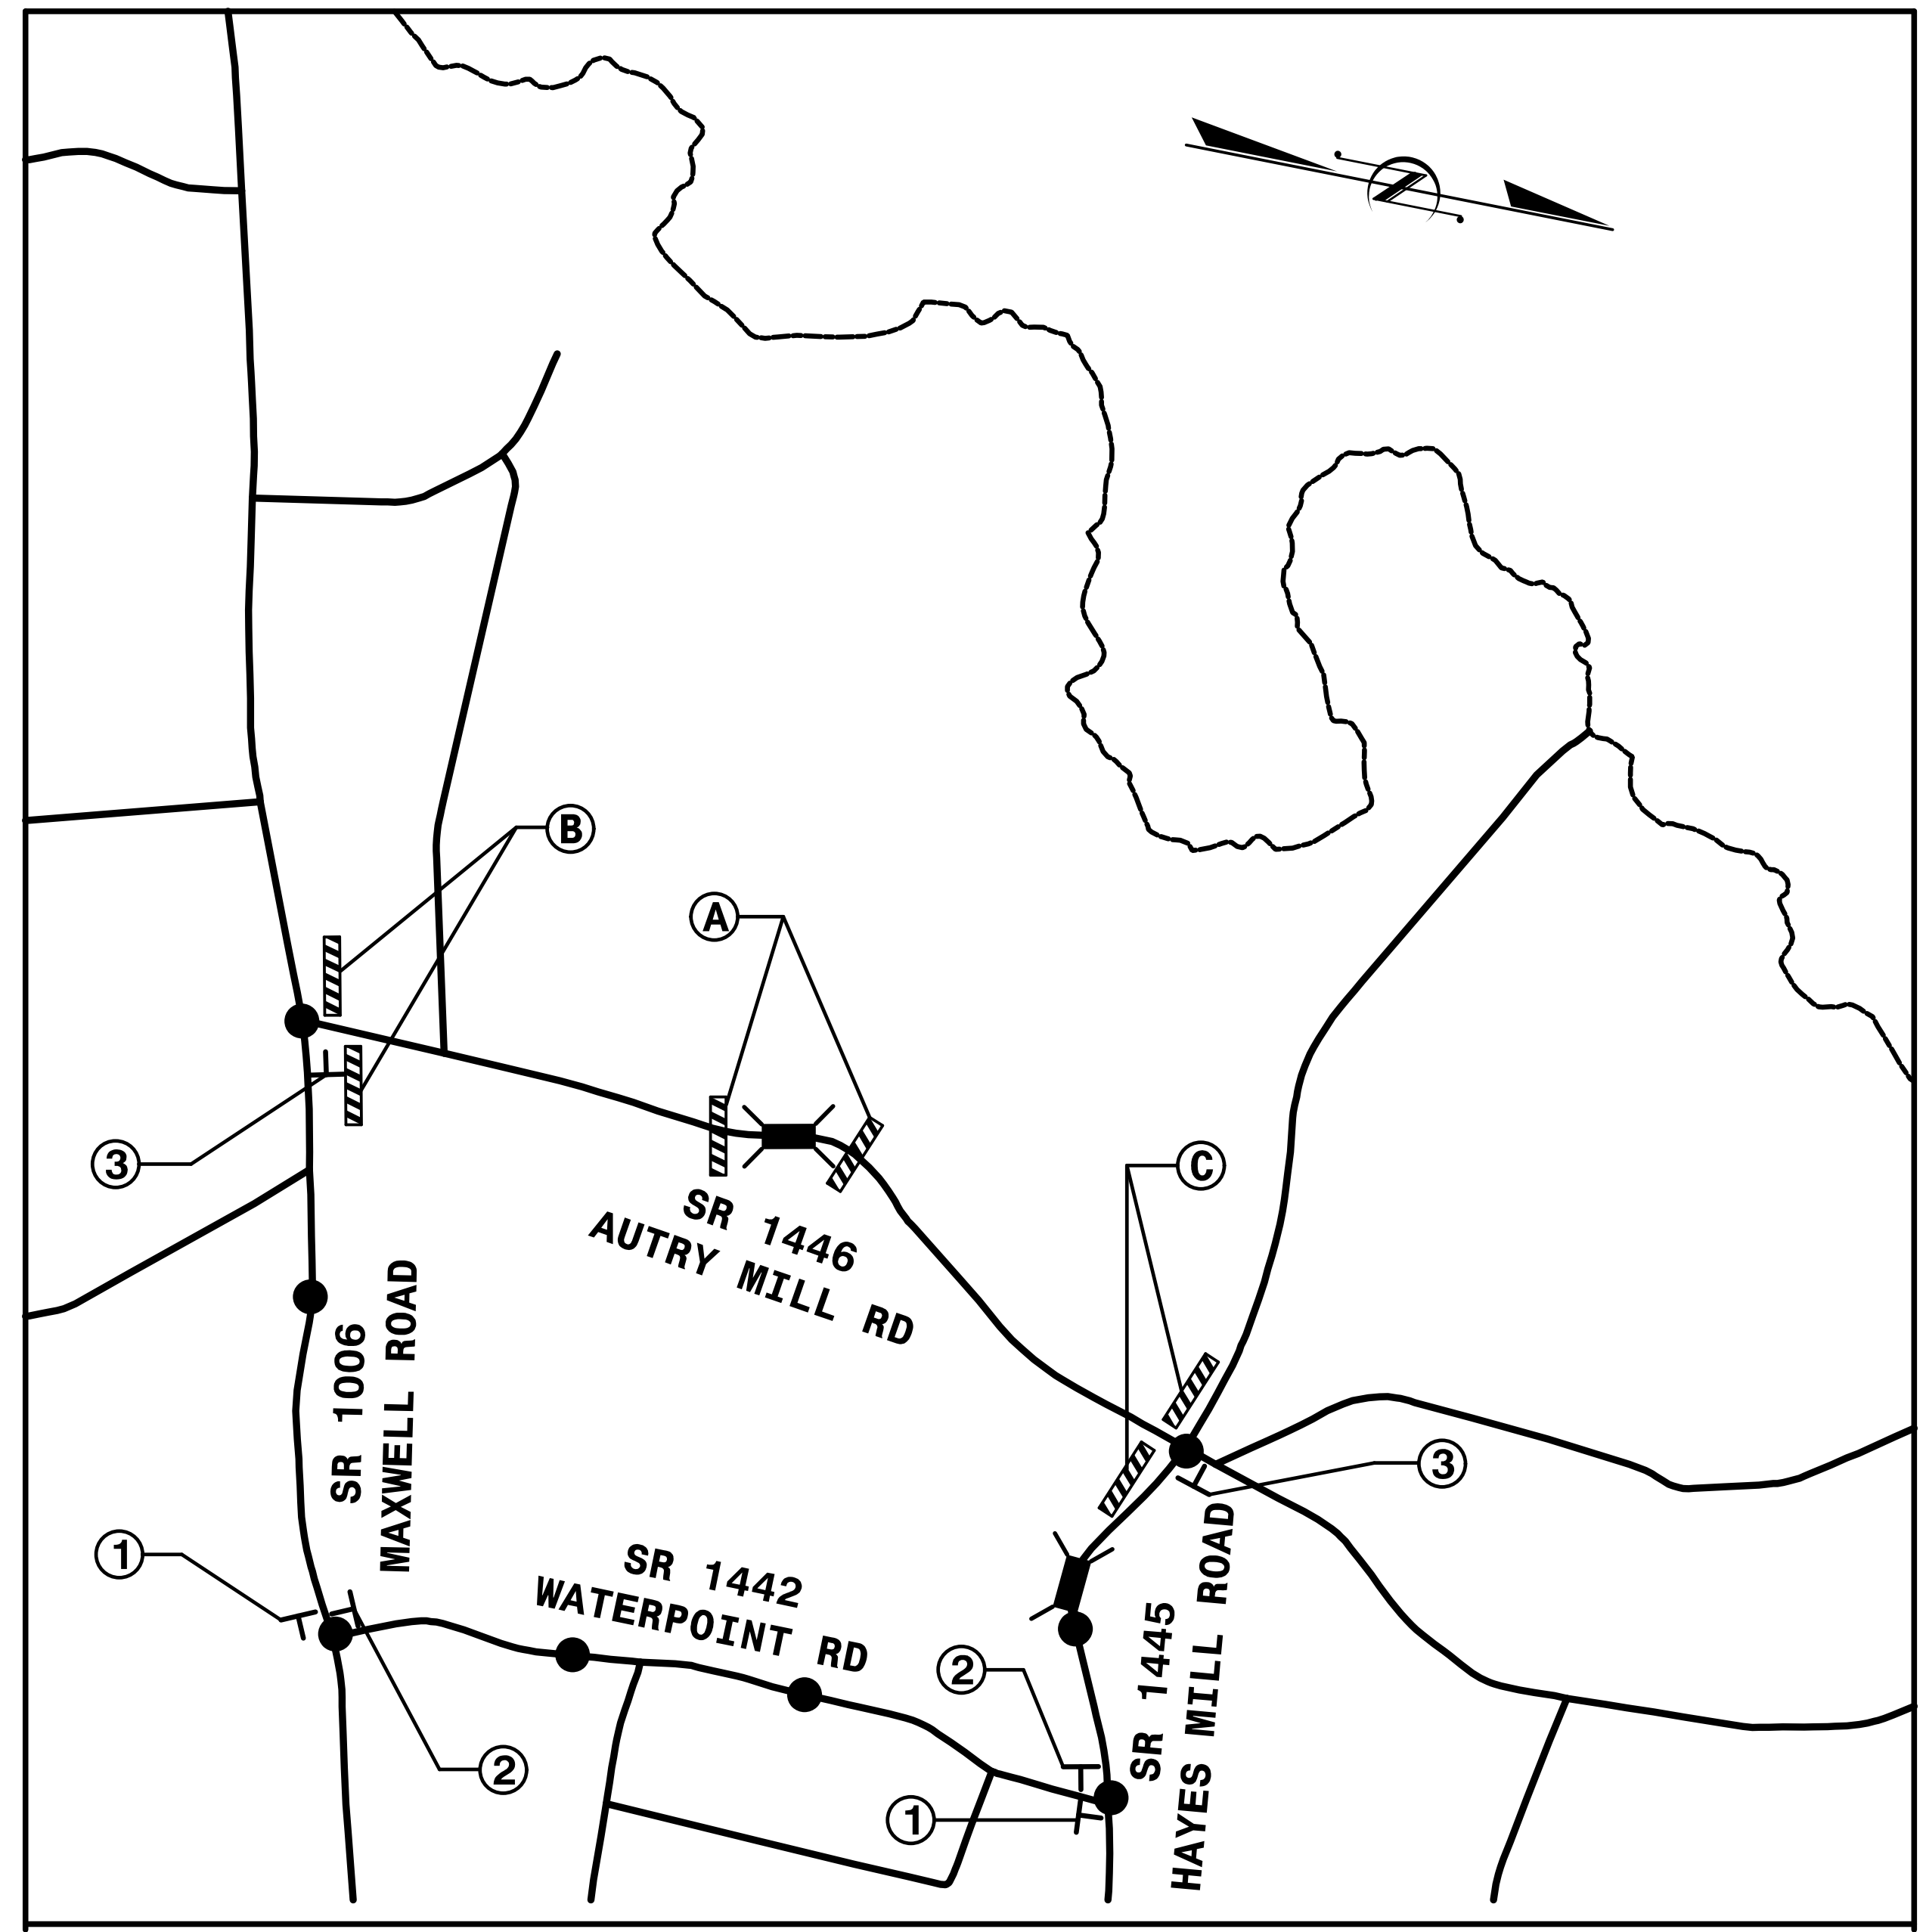 Z
B
A
3
C
SR 1446
AUTRY MILL RD
SR 1006
MAXWELL ROAD
3
1
SR 1442
WATERPOINT RD
2
SR 1445
HAYES MILL ROAD
2
1